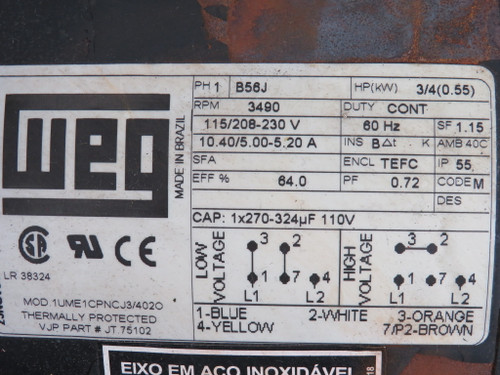 weg
MADE IN BRAZIL
LR 38324
MOD 1UME1CPNCJ3/402O
THERMALLY PROTECTED
VJP PART # JT 75102
PH 1 B56J HP(kW) 3/4(0.55)
RPM 3490 DUTY CONT
115/208-230 V 60 Hz SF 1.15
10.40/5.00-5.20 A INS B Δt K AMB 40C
SFA ENCL TEFC IP 55
EFF % 64.0 PF 0.72 CODE M
DES
CAP: 1x270-324µF 110V
LOW VOLTAGE
3 2
1 7 4
L1 L2
HIGH VOLTAGE
3 2
1 7 4
L1 L2
1-BLUE 2-WHITE 3-ORANGE
4-YELLOW 7/P2-BROWN
EIXO EM AÇO INOXIDÁVEL